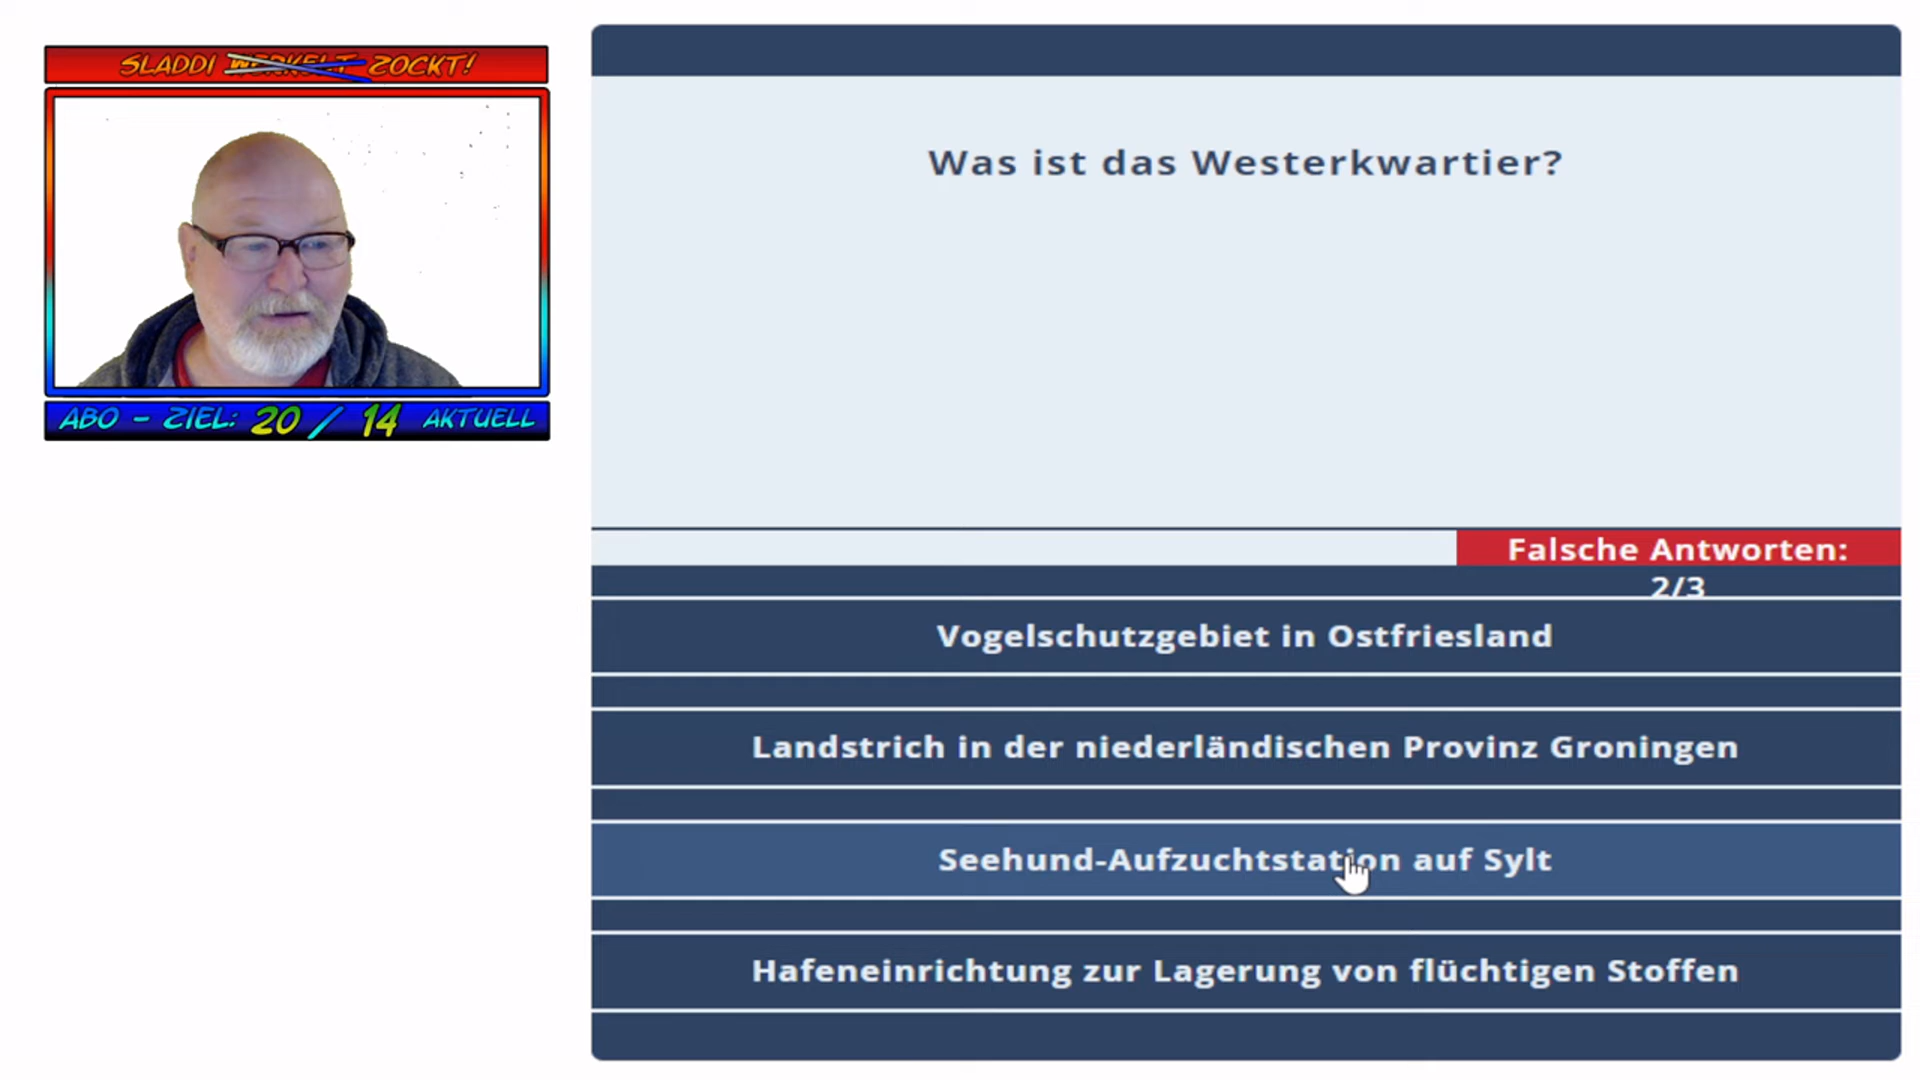 SLADDI WERKELT ZOCKT!
ABO - ZIEL: 20 / 14 AKTUELL
Was ist das Westerkwartier?
Falsche Antworten:
2/3
Vogelschutzgebiet in Ostfriesland
Landstrich in der niederländischen Provinz Groningen
Seehund-Aufzuchtstation auf Sylt
Hafeneinrichtung zur Lagerung von flüchtigen Stoffen